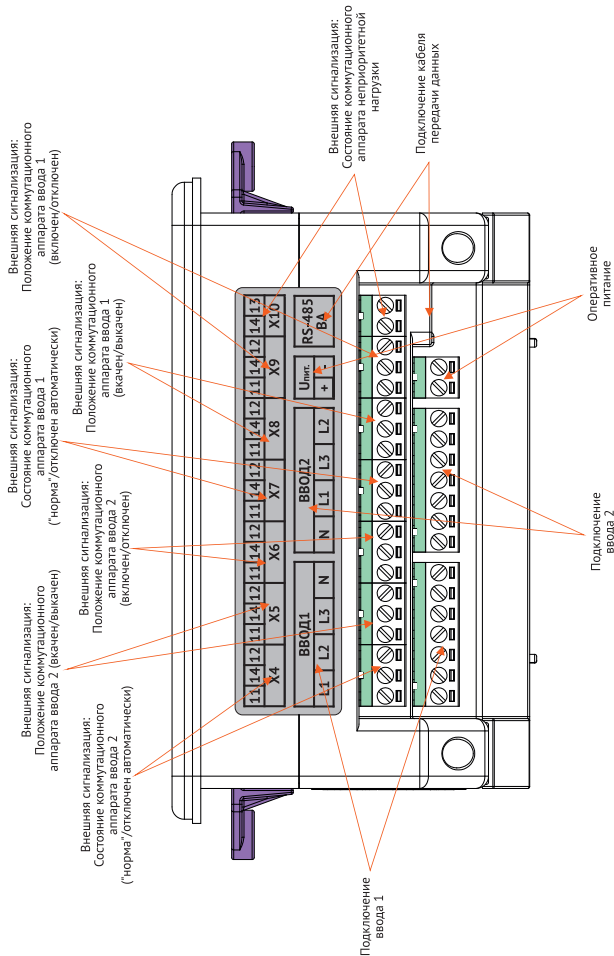 Внешняя сигнализация:
Состояние коммутационного
аппарата ввода 2
("норма"/отключен автоматически)
Внешняя сигнализация:
Положение коммутационного
аппарата ввода 2 (вкачен/выкачен)
Внешняя сигнализация:
Положение коммутационного
аппарата ввода 2
(включен/отключен)
Внешняя сигнализация:
Состояние коммутационного
аппарата ввода 1
("норма"/отключен автоматически)
Внешняя сигнализация:
Положение коммутационного
аппарата ввода 1
(вкачен/выкачен)
Внешняя сигнализация:
Положение коммутационного
аппарата ввода 1
(включен/отключен)
11 14 12 11 14 12 11 14 12 11 14 12 11 14 12 11 14 12 14 13
X4 X5 X6 X7 X8 X9 X10
ВВОД1 ВВОД2 Uпит. RS-485
L1 L2 L3 N N L1 L3 L2 + - BA
Внешняя сигнализация:
Состояние коммутационного
аппарата неприоритетной
нагрузки
Подключение кабеля
передачи данных
Подключение
ввода 1
Подключение
ввода 2
Оперативное
питание